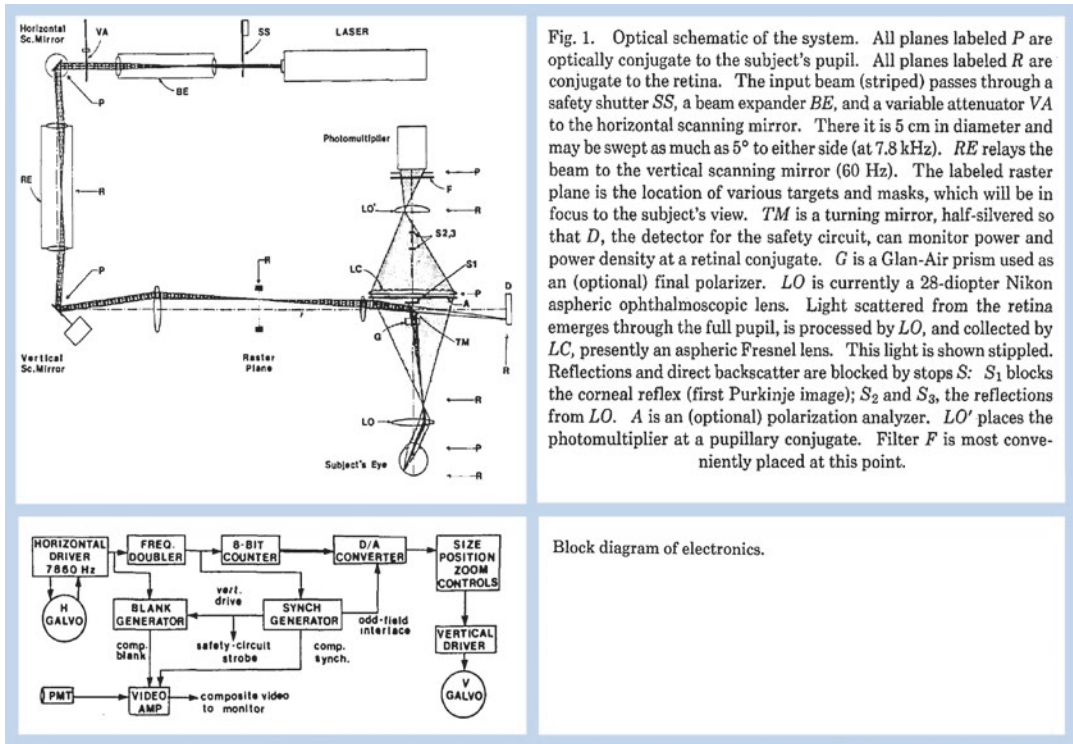 Horizontal
Sc.Mirror
VA
SS
LASER
P
BE
Photomultiplier
P
F
RE
R
LO'
R
S2,3
P
R
LC
S1
P
A
D
G
TM
Vertical
Sc.Mirror
Raster
Plane
R
R
LO
P
Subject's Eye
R
Fig. 1. Optical schematic of the system. All planes labeled P are
optically conjugate to the subject's pupil. All planes labeled R are
conjugate to the retina. The input beam (striped) passes through a
safety shutter SS, a beam expander BE, and a variable attenuator VA
to the horizontal scanning mirror. There it is 5 cm in diameter and
may be swept as much as 5° to either side (at 7.8 kHz). RE relays the
beam to the vertical scanning mirror (60 Hz). The labeled raster
plane is the location of various targets and masks, which will be in
focus to the subject's view. TM is a turning mirror, half-silvered so
that D, the detector for the safety circuit, can monitor power and
power density at a retinal conjugate. G is a Glan-Air prism used as
an (optional) final polarizer. LO is currently a 28-diopter Nikon
aspheric ophthalmoscopic lens. Light scattered from the retina
emerges through the full pupil, is processed by LO, and collected by
LC, presently an aspheric Fresnel lens. This light is shown stippled.
Reflections and direct backscatter are blocked by stops S: S1 blocks
the corneal reflex (first Purkinje image); S2 and S3, the reflections
from LO. A is an (optional) polarization analyzer. LO' places the
photomultiplier at a pupillary conjugate. Filter F is most conve-
niently placed at this point.
HORIZONTAL
DRIVER
7860 Hz
FREQ.
DOUBLER
8-BIT
COUNTER
D/A
CONVERTER
SIZE
POSITION
ZOOM
CONTROLS
H
GALVO
BLANK
GENERATOR
vert.
drive
SYNCH
GENERATOR
odd-field
interlace
comp.
blank
safety-circuit
strobe
comp.
synch.
VERTICAL
DRIVER
PMT
VIDEO
AMP
composite video
to monitor
V
GALVO
Block diagram of electronics.